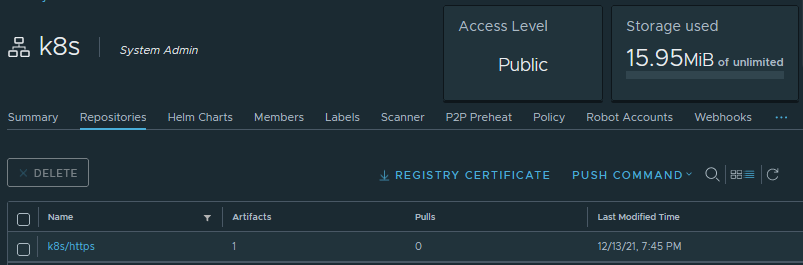 k8s System Admin
Access Level
Public
Storage used
15.95MiB of unlimited
Summary Repositories Helm Charts Members Labels Scanner P2P Preheat Policy Robot Accounts Webhooks ...
× DELETE
REGISTRY CERTIFICATE PUSH COMMAND
Name Artifacts Pulls Last Modified Time
k8s/https 1 0 12/13/21, 7:45 PM